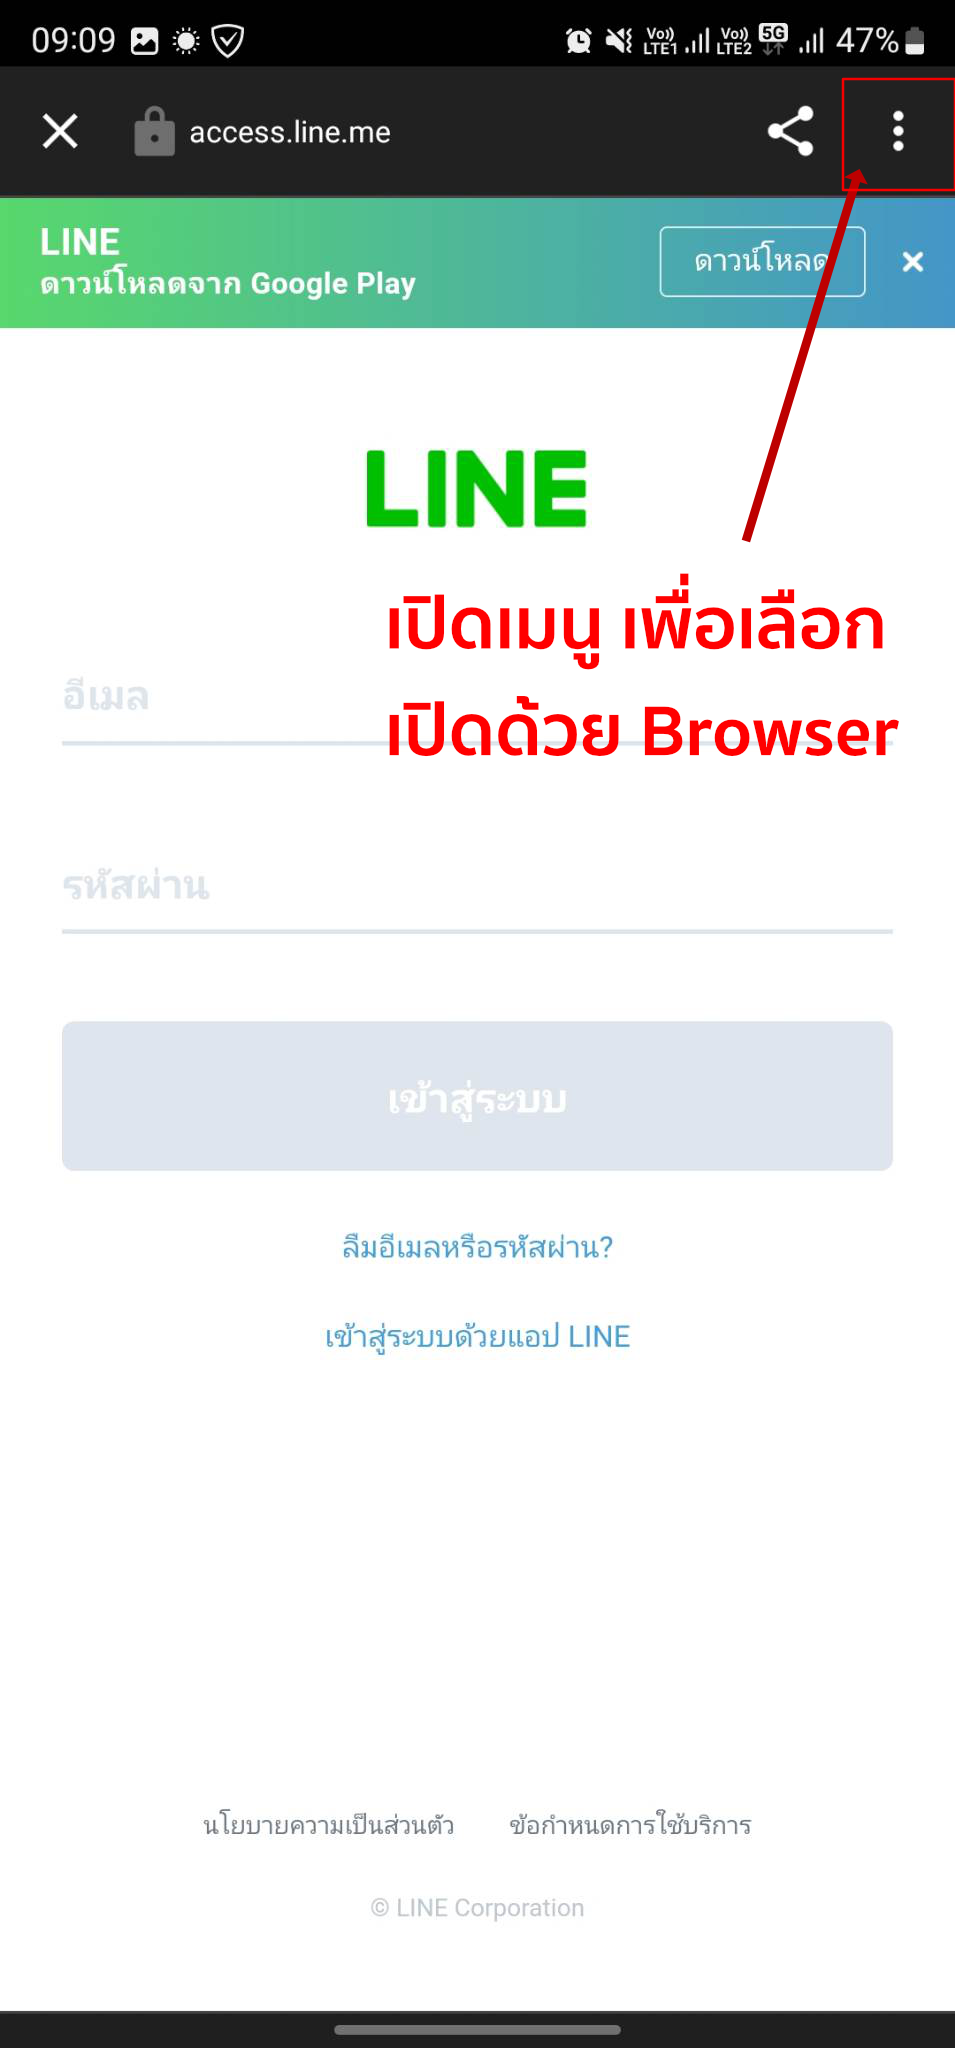 09:09 Vo)) LTE1 Vo)) LTE2 5G 47%
access.line.me
LINE
ดาวน์โหลดจาก Google Play
ดาวน์โหลด
LINE
เปิดเมนู เพื่อเลือก
อีเมล
เปิดด้วย Browser
รหัสผ่าน
เข้าสู่ระบบ
ลืมอีเมลหรือรหัสผ่าน?
เข้าสู่ระบบด้วยแอป LINE
นโยบายความเป็นส่วนตัว ข้อกำหนดการใช้บริการ
© LINE Corporation